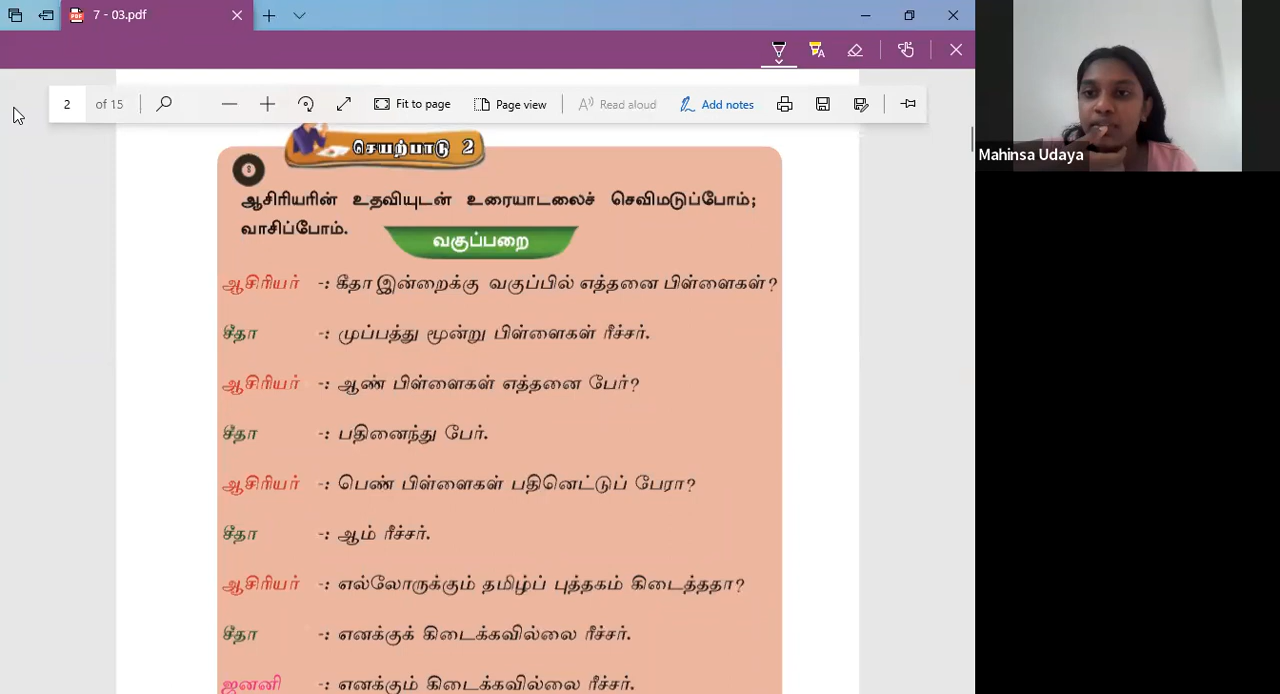 7 - 03.pdf
2 of 15 Fit to page Page view Read aloud Add notes
Mahinsa Udaya
செயற்பாடு 2
ஆசிரியரின் உதவியுடன் உரையாடலைச் செவிமடுப்போம்;
வாசிப்போம்.
வகுப்பறை
ஆசிரியர் -: கீதா இன்றைக்கு வகுப்பில் எத்தனை பிள்ளைகள்?
சீதா -: முப்பத்து மூன்று பிள்ளைகள் ரீச்சர்.
ஆசிரியர் -: ஆண் பிள்ளைகள் எத்தனை பேர்?
சீதா -: பதினைந்து பேர்.
ஆசிரியர் -: பெண் பிள்ளைகள் பதினெட்டுப் பேரா?
சீதா -: ஆம் ரீச்சர்.
ஆசிரியர் -: எல்லோருக்கும் தமிழ்ப் புத்தகம் கிடைத்ததா?
சீதா -: எனக்குக் கிடைக்கவில்லை ரீச்சர்.
ஜனனி -: எனக்கும் கிடைக்கவில்லை ரீச்சர்.